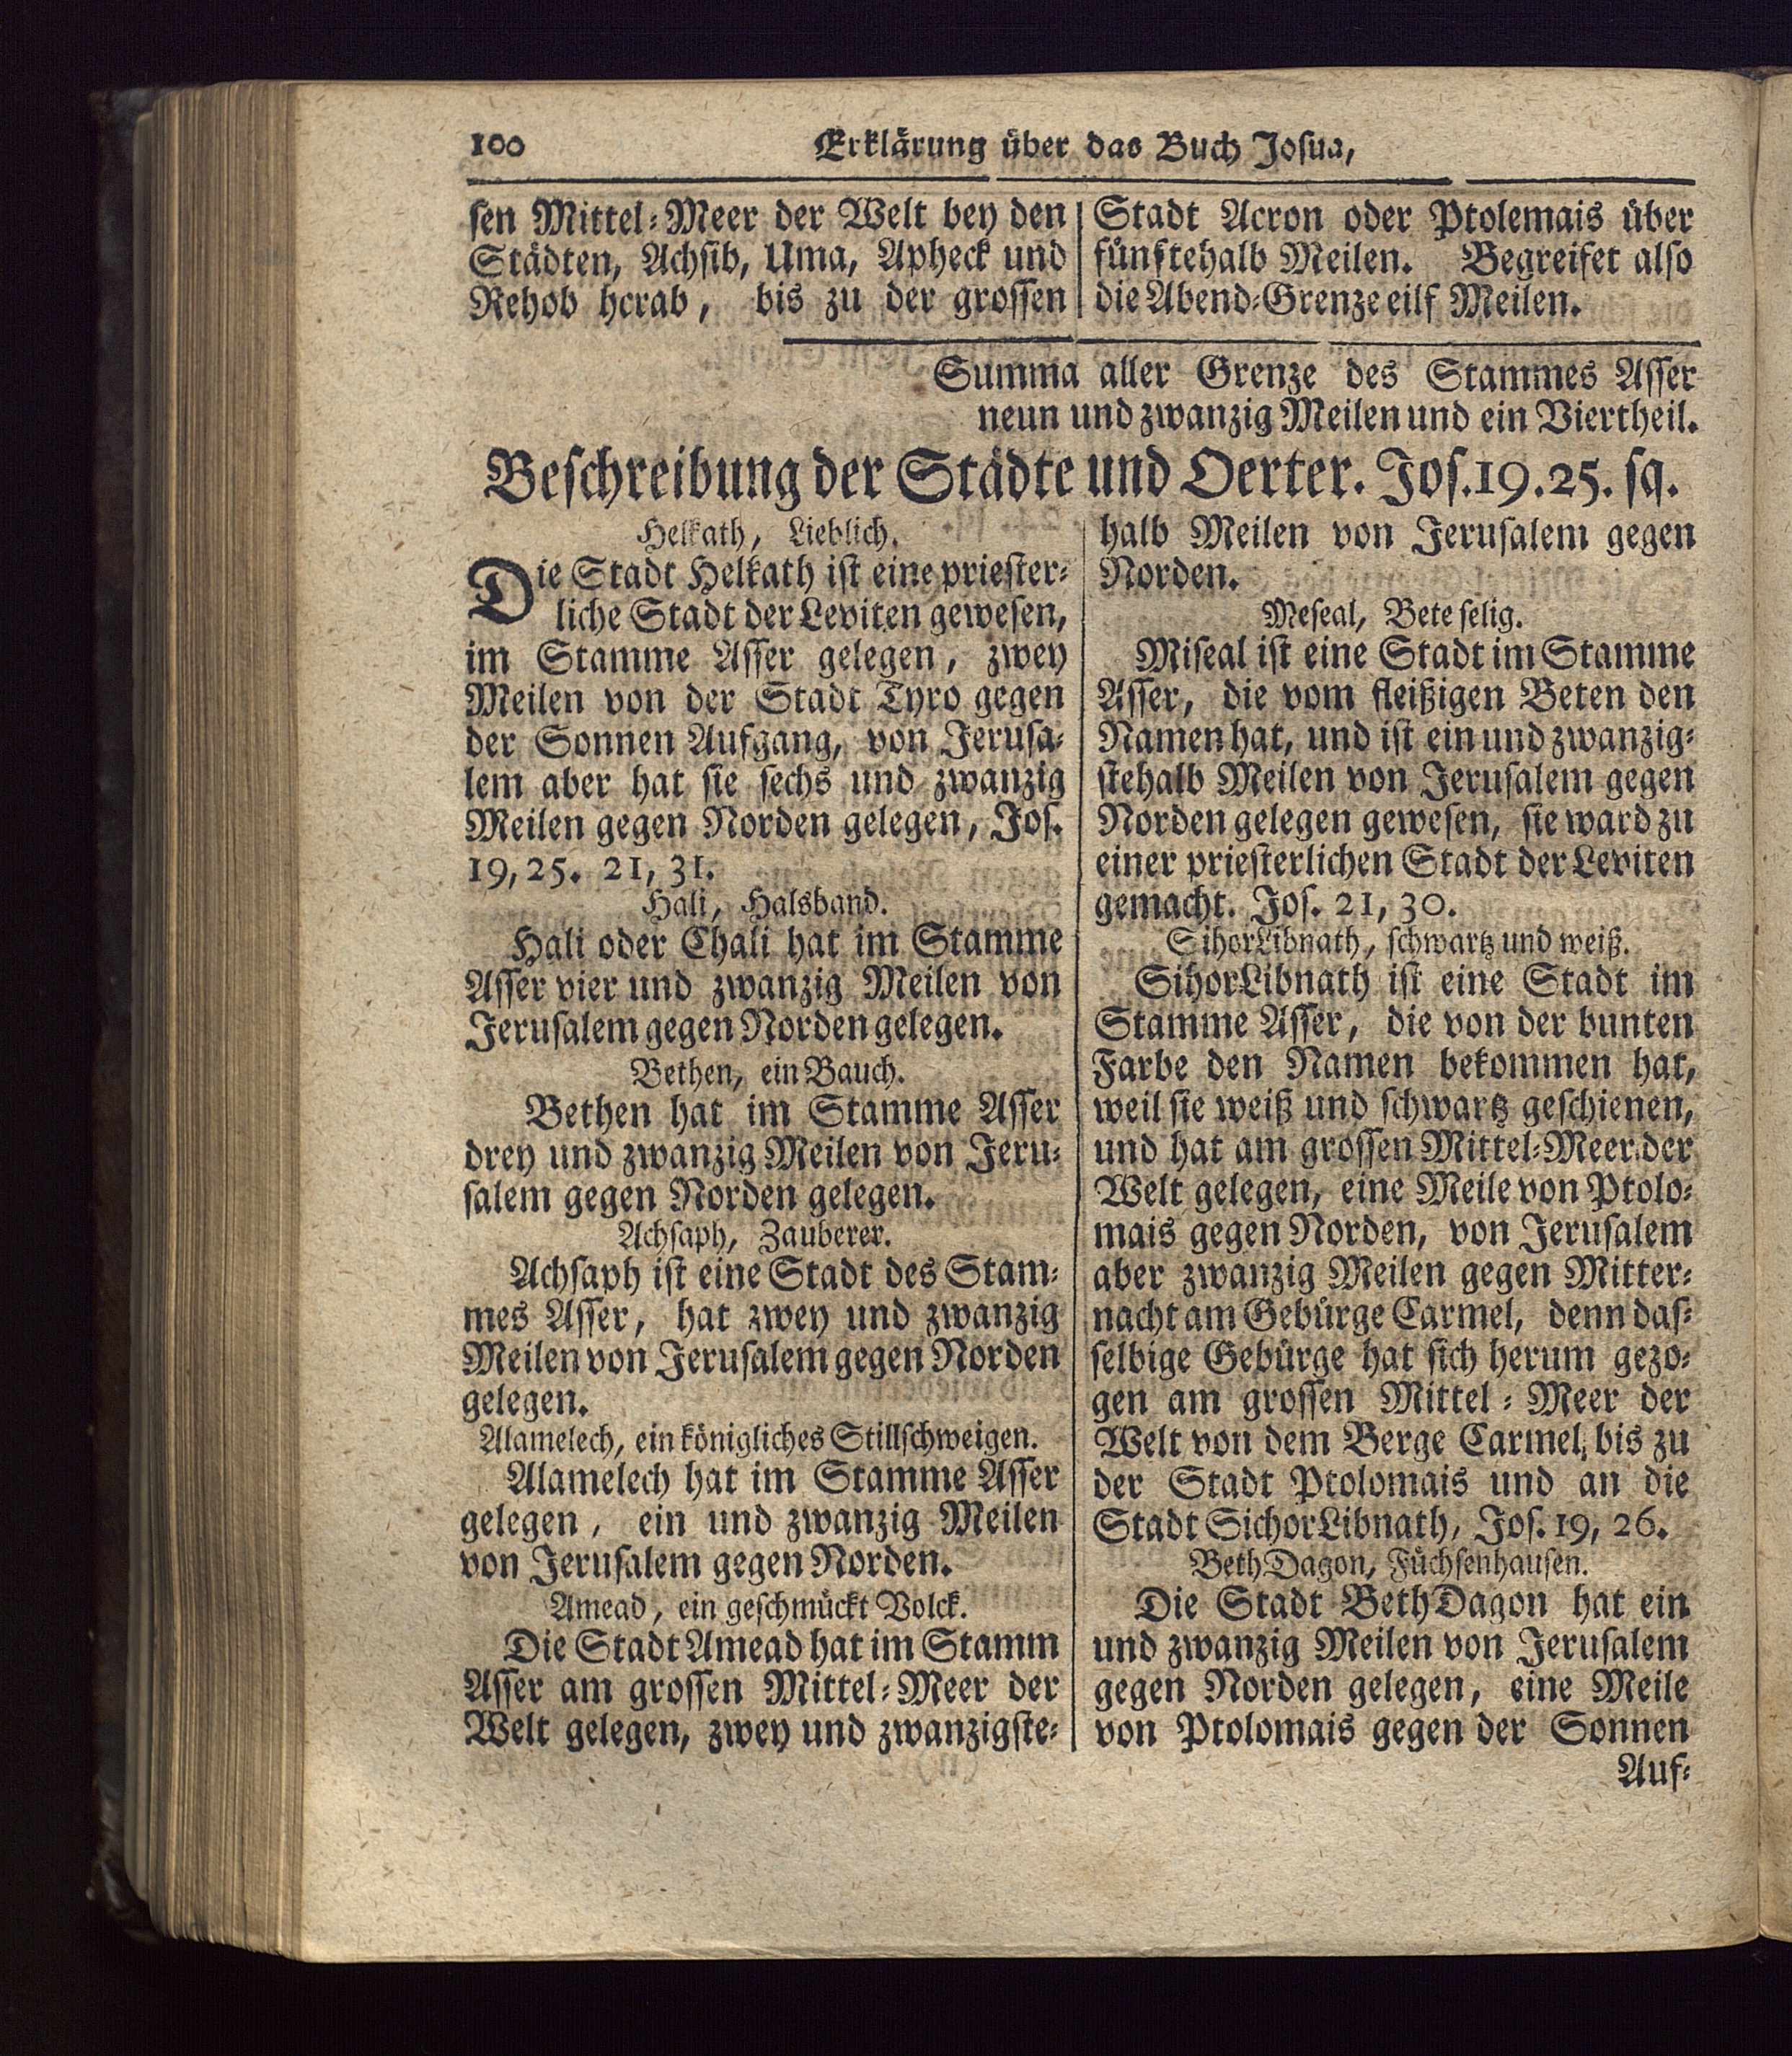 100 Erklärung über das Buch Josua,
sen Mittel-Meer der Welt bey den
Städten, Achsib, Uma, Apheck und
Rehob herab, bis zu der grossen
Stadt Acron oder Ptolemais über
fünftehalb Meilen. Begreifet also
die Abend-Grenze eilf Meilen.
Summa aller Grenze des Stammes Asser
neun und zwanzig Meilen und ein Viertheil.
Beschreibung der Städte und Oerter. Jos. 19. 25. sq.
Helkath, Lieblich.
Die Stadt Helkath ist eine priester-
liche Stadt der Leviten gewesen,
im Stamme Asser gelegen, zwey
Meilen von der Stadt Tyro gegen
der Sonnen Aufgang, von Jerusa-
lem aber hat sie sechs und zwanzig
Meilen gegen Norden gelegen, Jos.
19, 25. 21, 31.
Hali, Halsband.
Hali oder Chali hat im Stamme
Asser vier und zwanzig Meilen von
Jerusalem gegen Norden gelegen.
Bethen, ein Bauch.
Bethen hat im Stamme Asser
drey und zwanzig Meilen von Jeru-
salem gegen Norden gelegen.
Achsaph, Zauberer.
Achsaph ist eine Stadt des Stam-
mes Asser, hat zwey und zwanzig
Meilen von Jerusalem gegen Norden
gelegen.
Alamelech, ein königliches Stillschweigen.
Alamelech hat im Stamme Asser
gelegen, ein und zwanzig Meilen
von Jerusalem gegen Norden.
Amead, ein geschmückt Volck.
Die Stadt Amead hat im Stamm
Asser am grossen Mittel-Meer der
Welt gelegen, zwey und zwanzigste-
halb Meilen von Jerusalem gegen
Norden.
Meseal, Bete selig.
Miseal ist eine Stadt im Stamme
Asser, die vom fleißigen Beten den
Namen hat, und ist ein und zwanzig-
stehalb Meilen von Jerusalem gegen
Norden gelegen gewesen, sie ward zu
einer priesterlichen Stadt der Leviten
gemacht. Jos. 21, 30.
SihorLibnath, schwartz und weiß.
SihorLibnath ist eine Stadt im
Stamme Asser, die von der bunten
Farbe den Namen bekommen hat,
weil sie weiß und schwartz geschienen,
und hat am grossen Mittel-Meer der
Welt gelegen, eine Meile von Ptolo-
mais gegen Norden, von Jerusalem
aber zwanzig Meilen gegen Mitter-
nacht am Gebürge Carmel, denn das-
selbige Gebürge hat sich herum gezo-
gen am grossen Mittel-Meer der
Welt von dem Berge Carmel, bis zu
der Stadt Ptolomais und an die
Stadt SichorLibnath, Jos. 19, 26.
BethDagon, Füchsenhausen.
Die Stadt BethDagon hat ein
und zwanzig Meilen von Jerusalem
gegen Norden gelegen, eine Meile
von Ptolomais gegen der Sonnen
Auf-